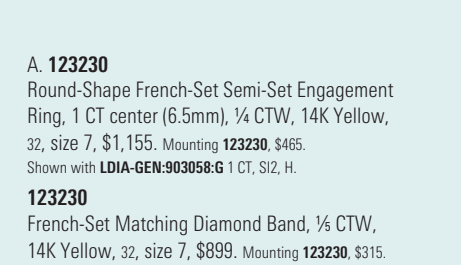 A. 123230
Round-Shape French-Set Semi-Set Engagement
Ring, 1 CT center (6.5mm), ¼ CTW, 14K Yellow,
32, size 7, $1,155. Mounting 123230, $465.
Shown with LDIA-GEN:903058:G 1 CT, SI2, H.
123230
French-Set Matching Diamond Band, ⅕ CTW,
14K Yellow, 32, size 7, $899. Mounting 123230, $315.